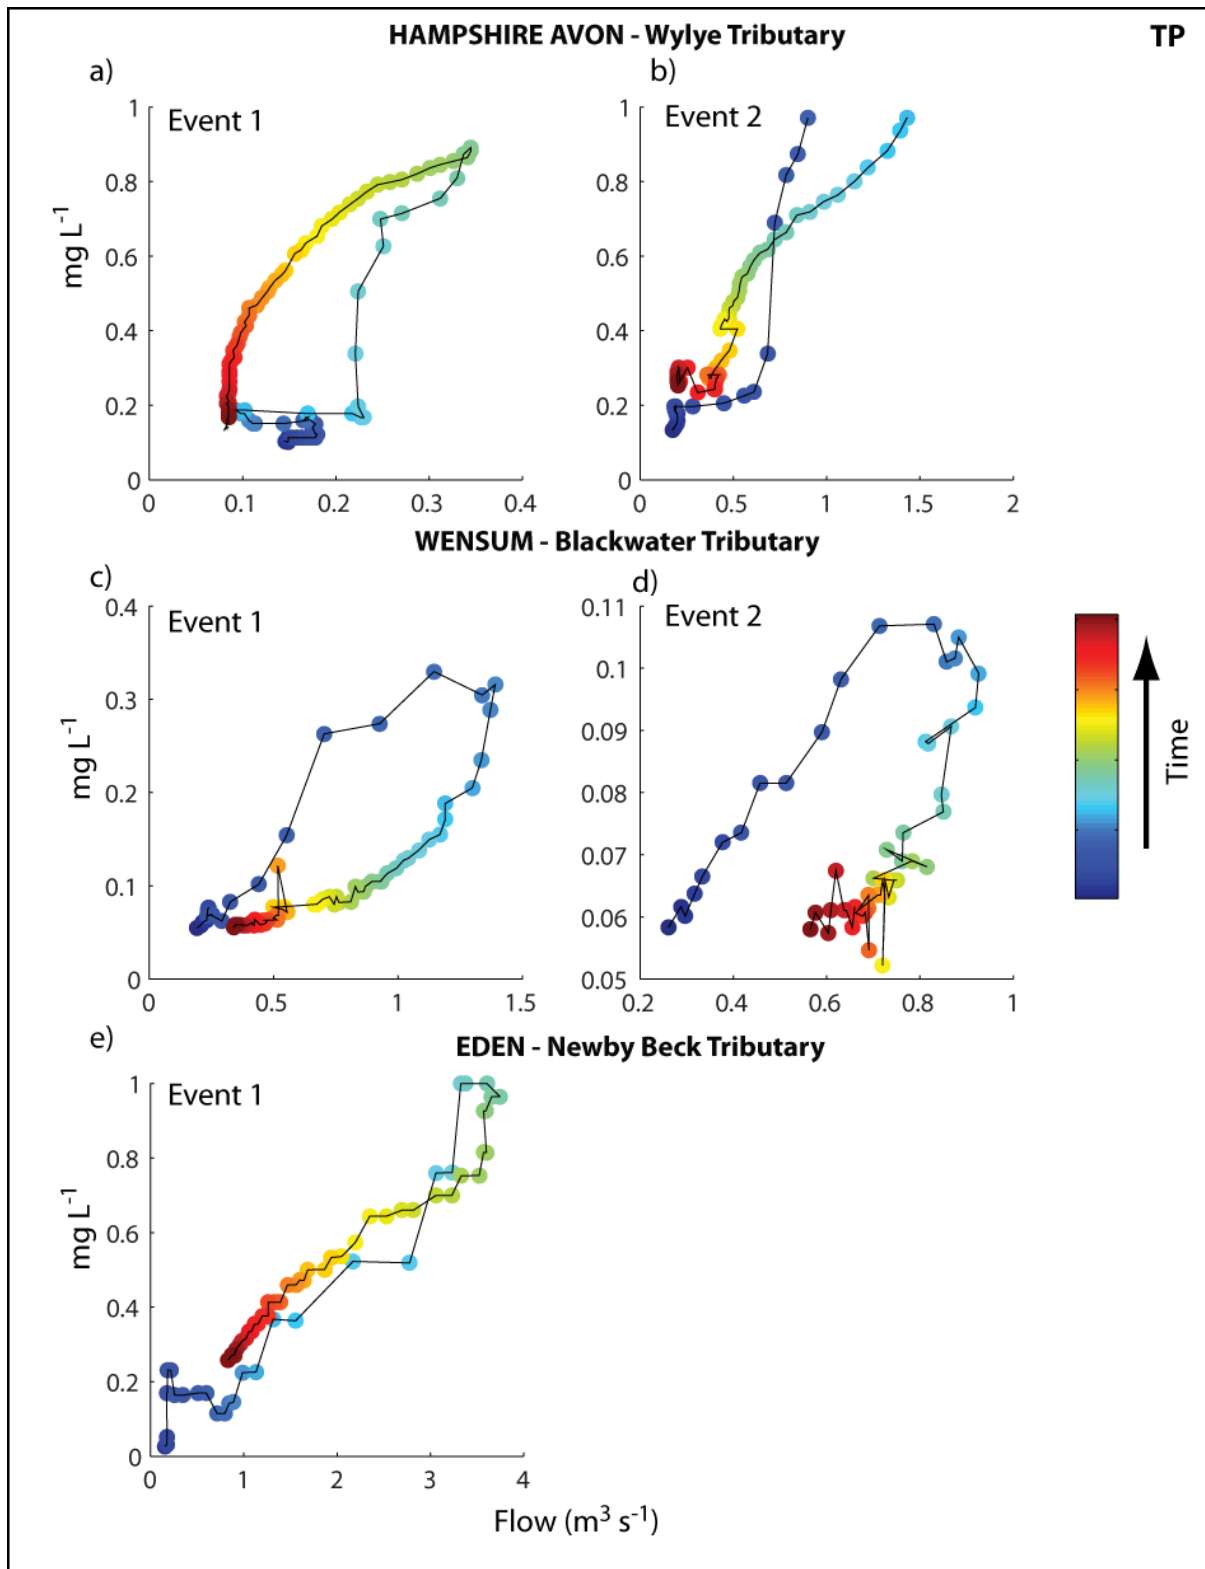 HAMPSHIRE AVON - Wylye Tributary TP
a) b)
Event 1 Event 2
mg L⁻¹
1
0.8
0.6
0.4
0.2
0
0 0.1 0.2 0.3 0.4
1
0.8
0.6
0.4
0.2
0
0 0.5 1 1.5 2
WENSUM - Blackwater Tributary
c) d)
Event 1 Event 2
mg L⁻¹
0.4
0.3
0.2
0.1
0
0 0.5 1 1.5
0.11
0.1
0.09
0.08
0.07
0.06
0.05
0.2 0.4 0.6 0.8 1
Time
EDEN - Newby Beck Tributary
e)
Event 1
mg L⁻¹
1
0.8
0.6
0.4
0.2
0
0 1 2 3 4
Flow (m³ s⁻¹)